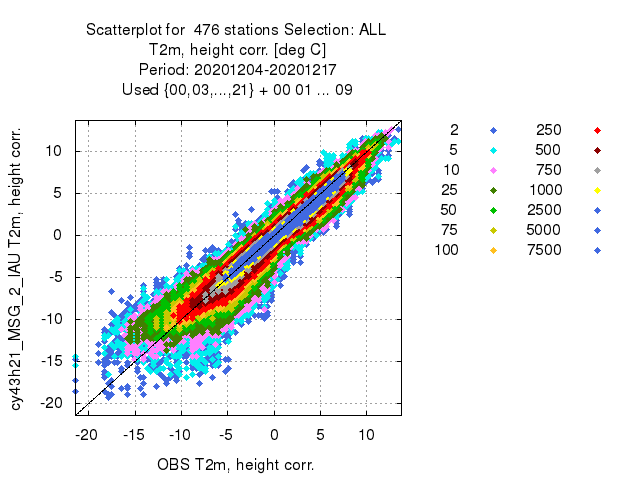 Scatterplot for 476 stations Selection: ALL
T2m, height corr. [deg C]
Period: 20201204-20201217
Used {00,03,...,21} + 00 01 ... 09
cy43h21_MSG_2_IAU T2m, height corr.
10
5
0
-5
-10
-15
-20
-20 -15 -10 -5 0 5 10
OBS T2m, height corr.
2 250
5 500
10 750
25 1000
50 2500
75 5000
100 7500